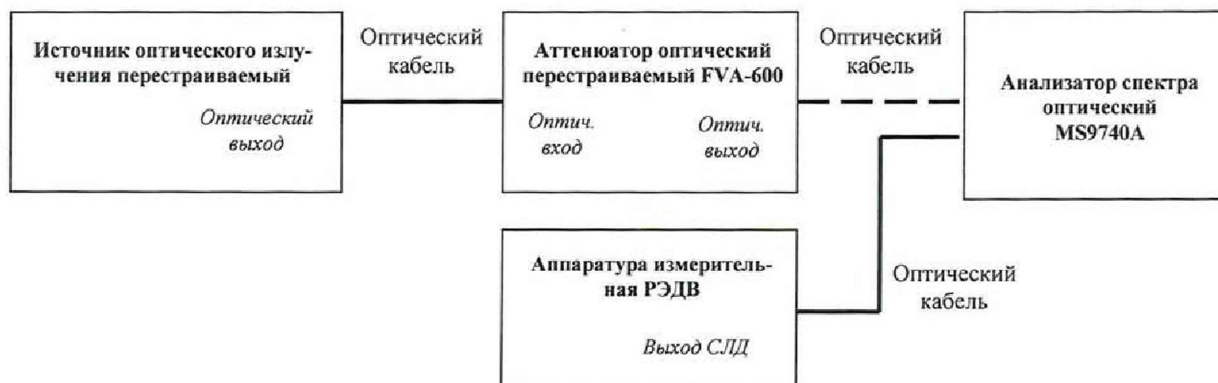 Источник оптического излу-
чения перестраиваемый
Оптический
выход
Оптический
кабель
Аттенюатор оптический
перестраиваемый FVA-600
Оптич.
вход
Оптич.
выход
Оптический
кабель
Анализатор спектра
оптический
MS9740A
Аппаратура измеритель-
ная РЭДВ
Выход СЛД
Оптический
кабель